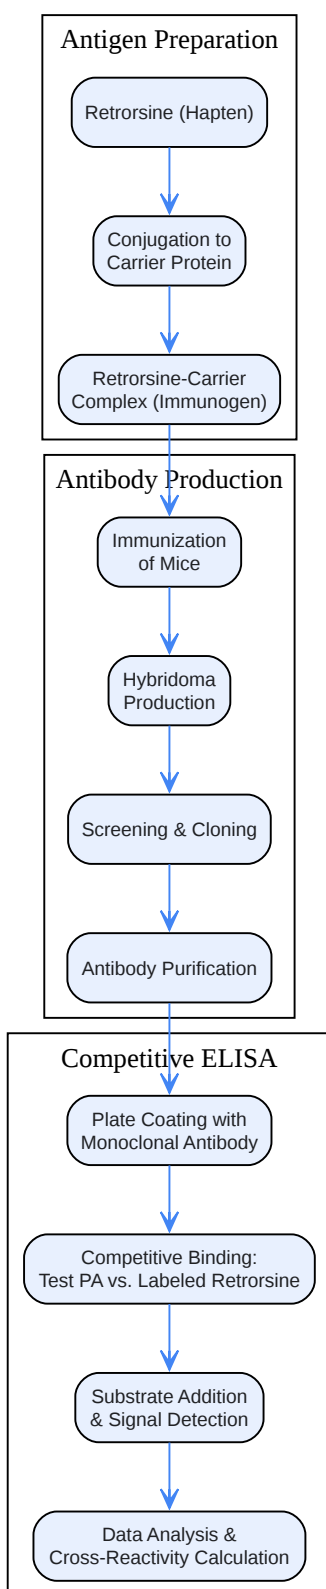 Antigen Preparation
Retrorsine (Hapten)
Conjugation to
Carrier Protein
Retrorsine-Carrier
Complex (Immunogen)
Antibody Production
Immunization
of Mice
Hybridoma
Production
Screening & Cloning
Antibody Purification
Competitive ELISA
Plate Coating with
Monoclonal Antibody
Competitive Binding:
Test PA vs. Labeled Retrorsine
Substrate Addition
& Signal Detection
Data Analysis &
Cross-Reactivity Calculation